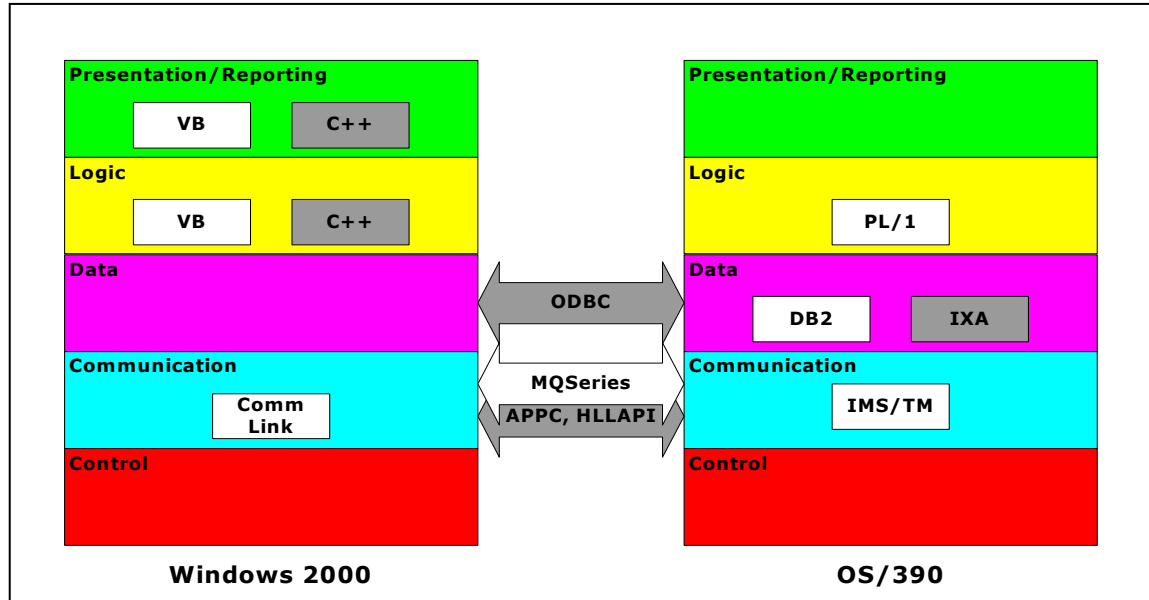 Presentation/Reporting
VB
C++
Logic
VB
C++
Data
Communication
Comm
Link
Control
Windows 2000
ODBC
MQSeries
APPC, HLLAPI
Presentation/Reporting
Logic
PL/1
Data
DB2
IXA
Communication
IMS/TM
Control
OS/390